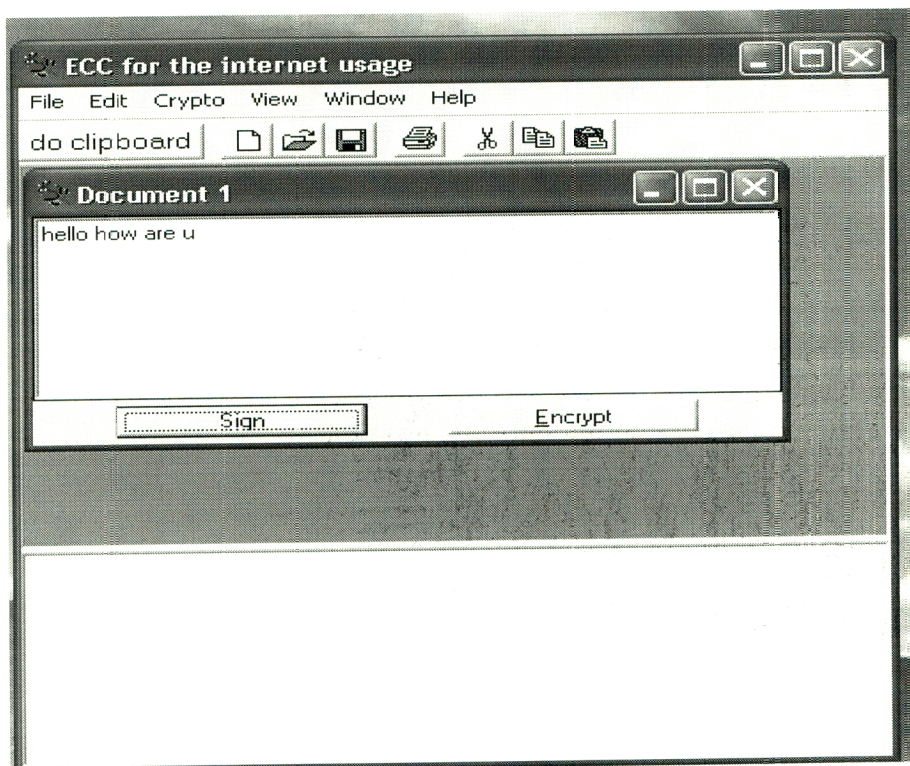 ECC for the internet usage
File Edit Crypto View Window Help
do clipboard
Document 1
hello how are u
Sign Encrypt